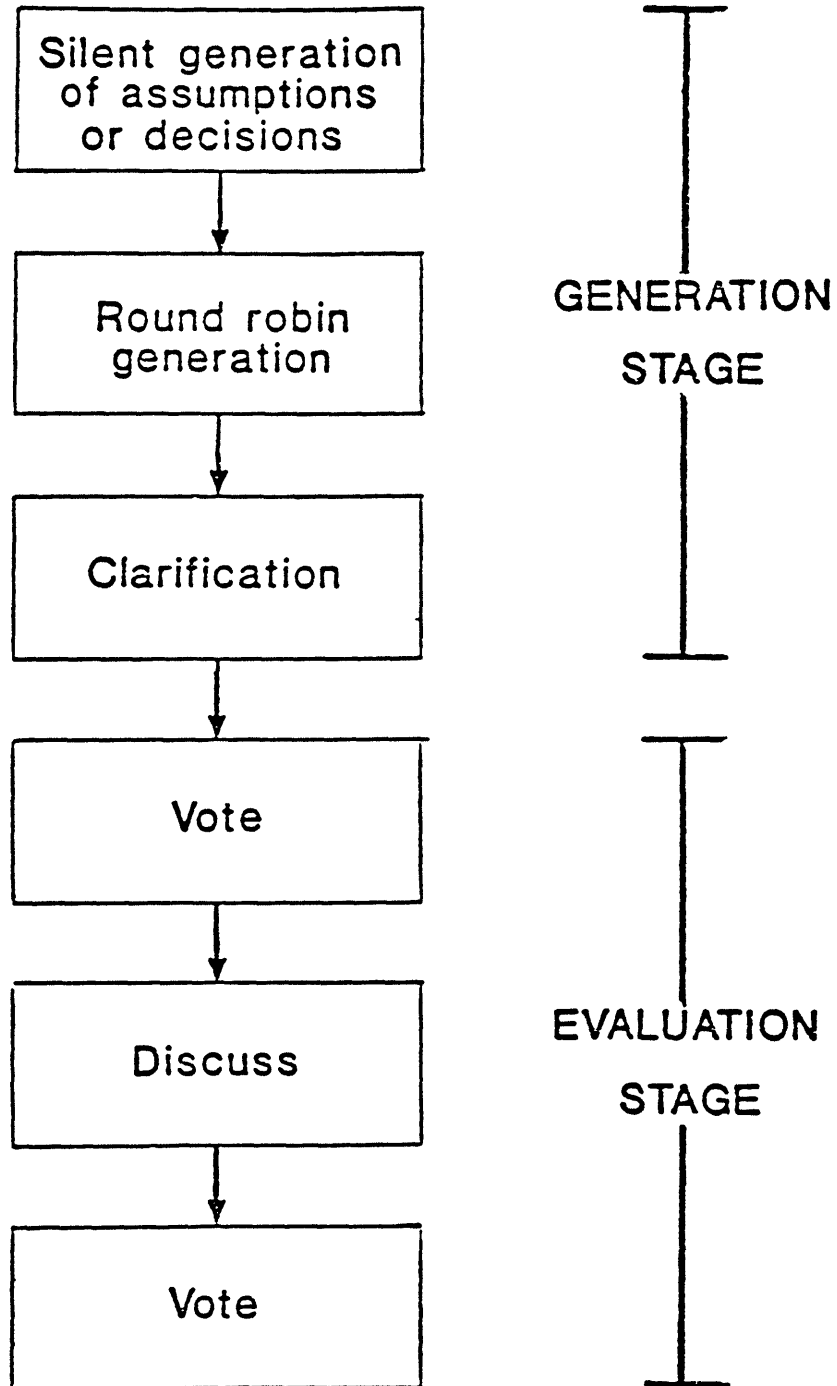 Silent generation
of assumptions
or decisions
Round robin
generation
Clarification
Vote
Discuss
Vote
GENERATION
STAGE
EVALUATION
STAGE